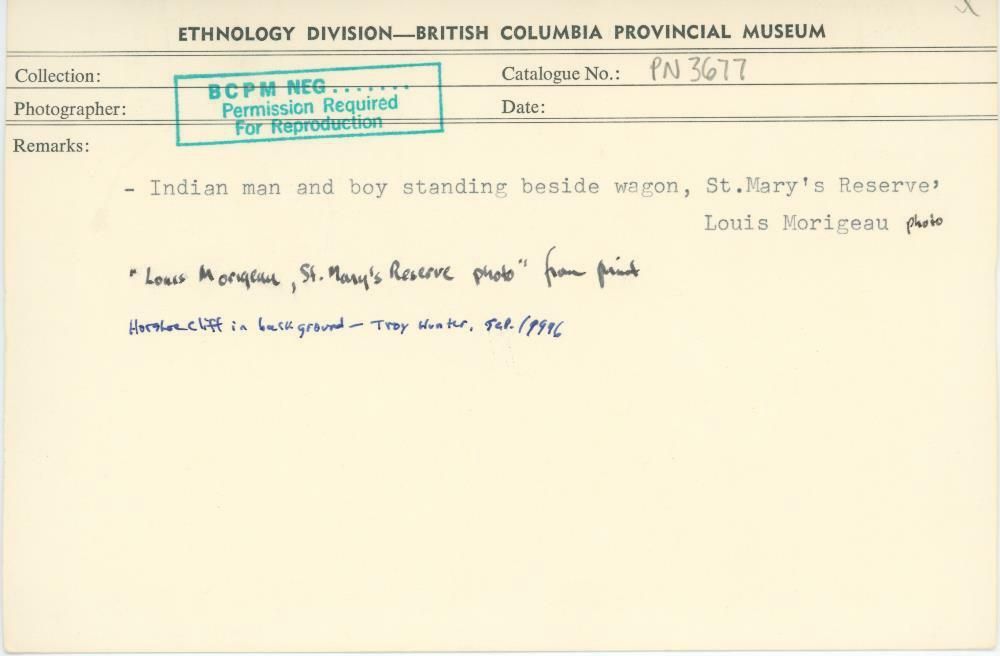 ETHNOLOGY DIVISION—BRITISH COLUMBIA PROVINCIAL MUSEUM
Collection:
Catalogue No.: PN 3677
BCPM NEG.......
Permission Required
For Reproduction
Photographer:
Date:
Remarks:
- Indian man and boy standing beside wagon, St.Mary's Reserve,
Louis Morigeau photo
"Louis Morigeau, St. Mary's Reserve photo" from print
Horshoe Cliff in background — Troy Hunter,  /1996